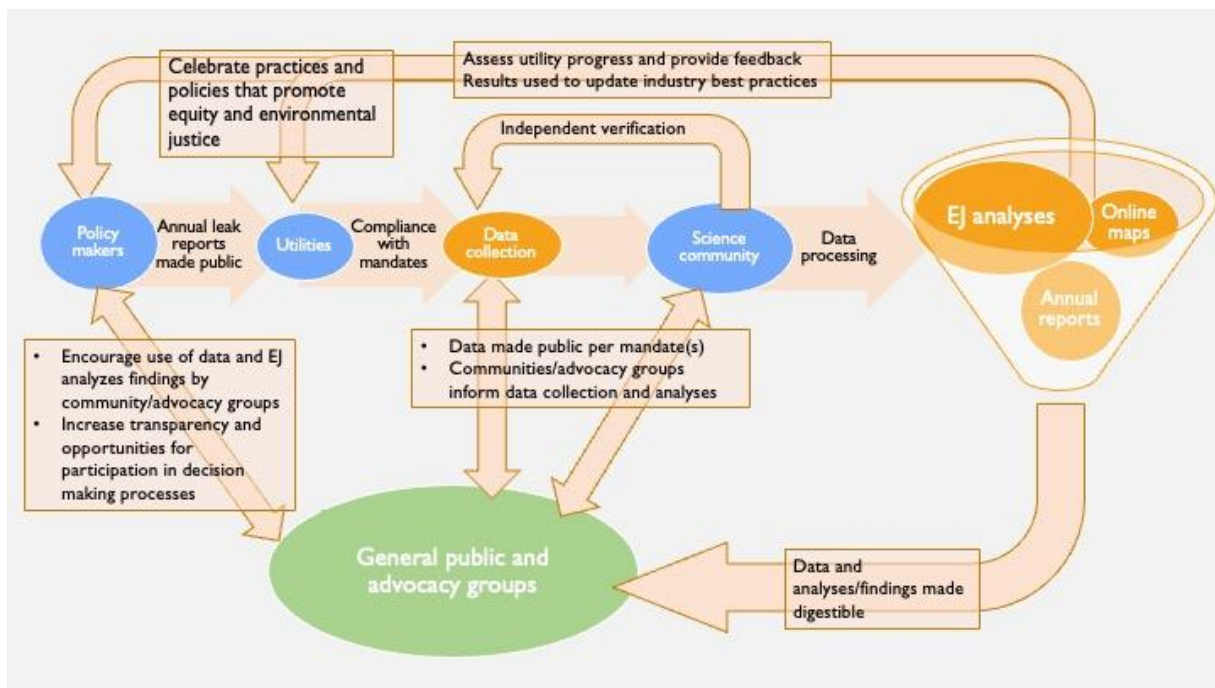 Celebrate practices and
policies that promote
equity and environmental
justice
Assess utility progress and provide feedback
Results used to update industry best practices
Independent verification
Policy
makers
Annual leak
reports
made public
Utilities
Compliance
with
mandates
Data
collection
Science
community
Data
processing
EJ analyses
Online
maps
Annual
reports
• Encourage use of data and EJ
analyzes findings by
community/advocacy groups
• Increase transparency and
opportunities for
participation in decision
making processes
• Data made public per mandate(s)
• Communities/advocacy groups
inform data collection and analyses
General public and
advocacy groups
Data and
analyses/findings made
digestible